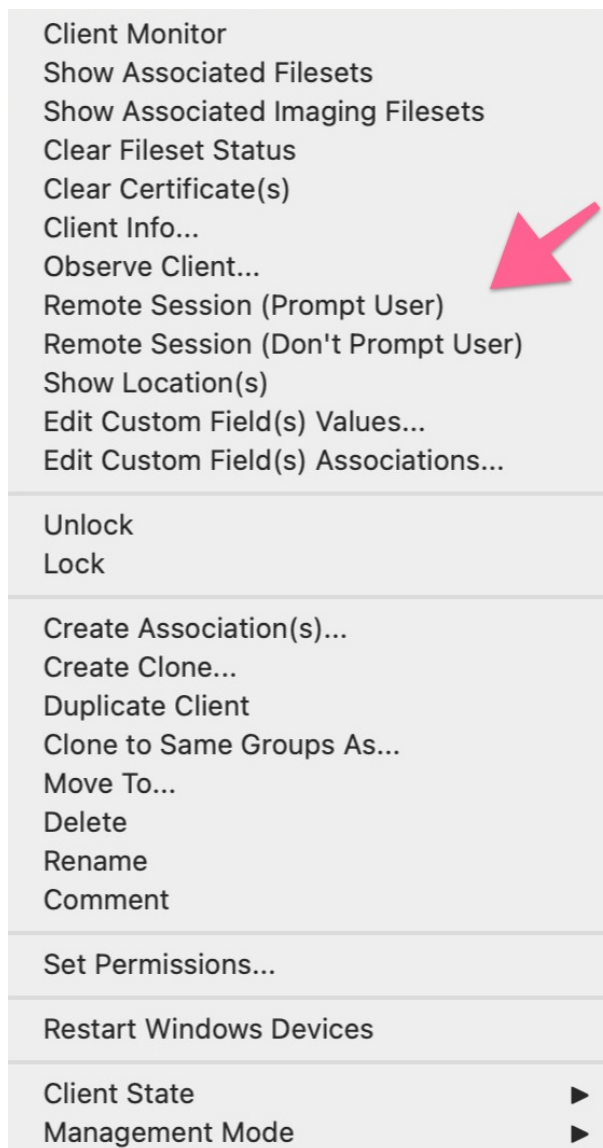 Client Monitor
Show Associated Filesets
Show Associated Imaging Filesets
Clear Fileset Status
Clear Certificate(s)
Client Info...
Observe Client...
Remote Session (Prompt User)
Remote Session (Don't Prompt User)
Show Location(s)
Edit Custom Field(s) Values...
Edit Custom Field(s) Associations...
Unlock
Lock
Create Association(s)...
Create Clone...
Duplicate Client
Clone to Same Groups As...
Move To...
Delete
Rename
Comment
Set Permissions...
Restart Windows Devices
Client State
Management Mode